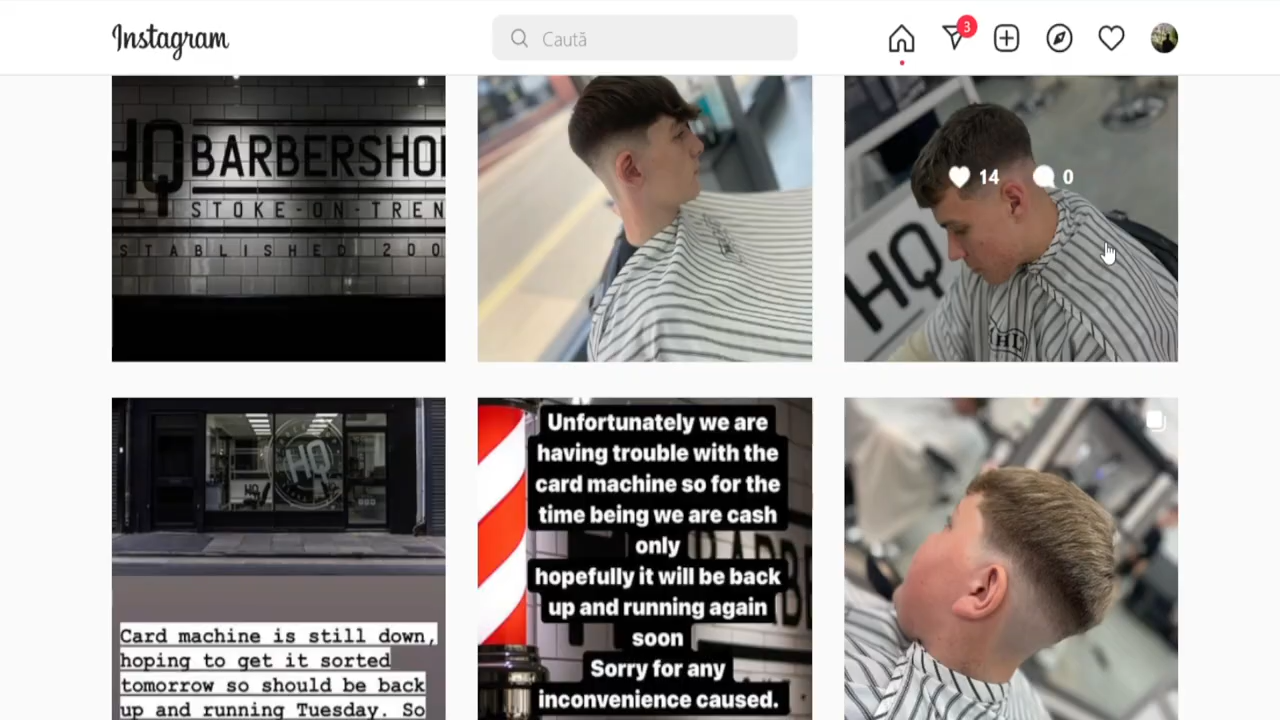 Instagram
Caută
3
HQ BARBERSHO
STOKE-ON-TREN
STABLISHED 200
14
0
HQ
HQ
HQ
Unfortunately we are
having trouble with the
card machine so for the
time being we are cash
only
hopefully it will be back
up and running again
soon
Sorry for any
inconvenience caused.
Card machine is still down,
hoping to get it sorted
tomorrow so should be back
up and running Tuesday. So